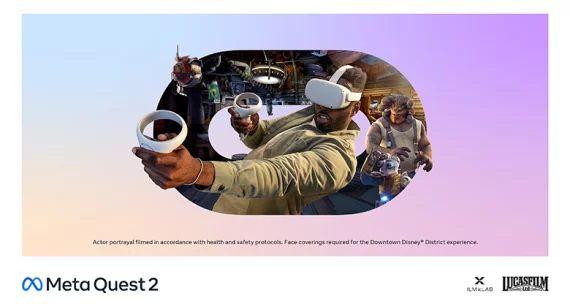 Actor portrayal filmed in accordance with health and safety protocols. Face coverings required for the Downtown Disney® District experience.
Meta Quest 2
ILMxLAB
LUCASFILM
Ltd